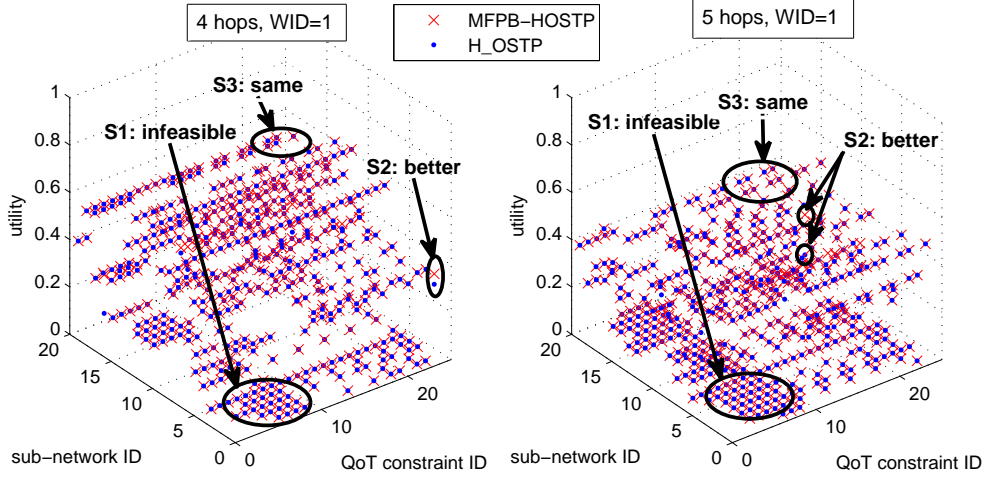 4 hops, WID=1
MFPB-HOSTP
H_OSTP
5 hops, WID=1
S3: same
S1: infeasible
S2: better
1
0.8
0.6
0.4
0.2
0
utility
20
15
10
5
0
sub-network ID
0
10
20
QoT constraint ID
S3: same
S1: infeasible
S2: better
1
0.8
0.6
0.4
0.2
0
utility
20
15
10
5
0
sub-network ID
0
10
20
QoT constraint ID